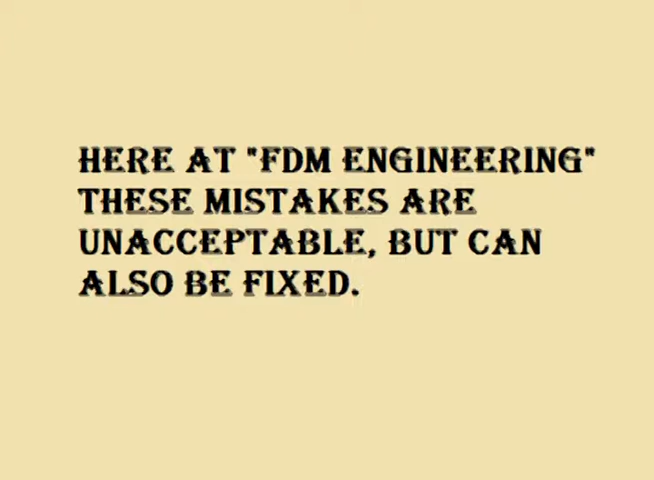 HERE AT "FDM ENGINEERING"
THESE MISTAKES ARE
UNACCEPTABLE, BUT CAN
ALSO BE FIXED.